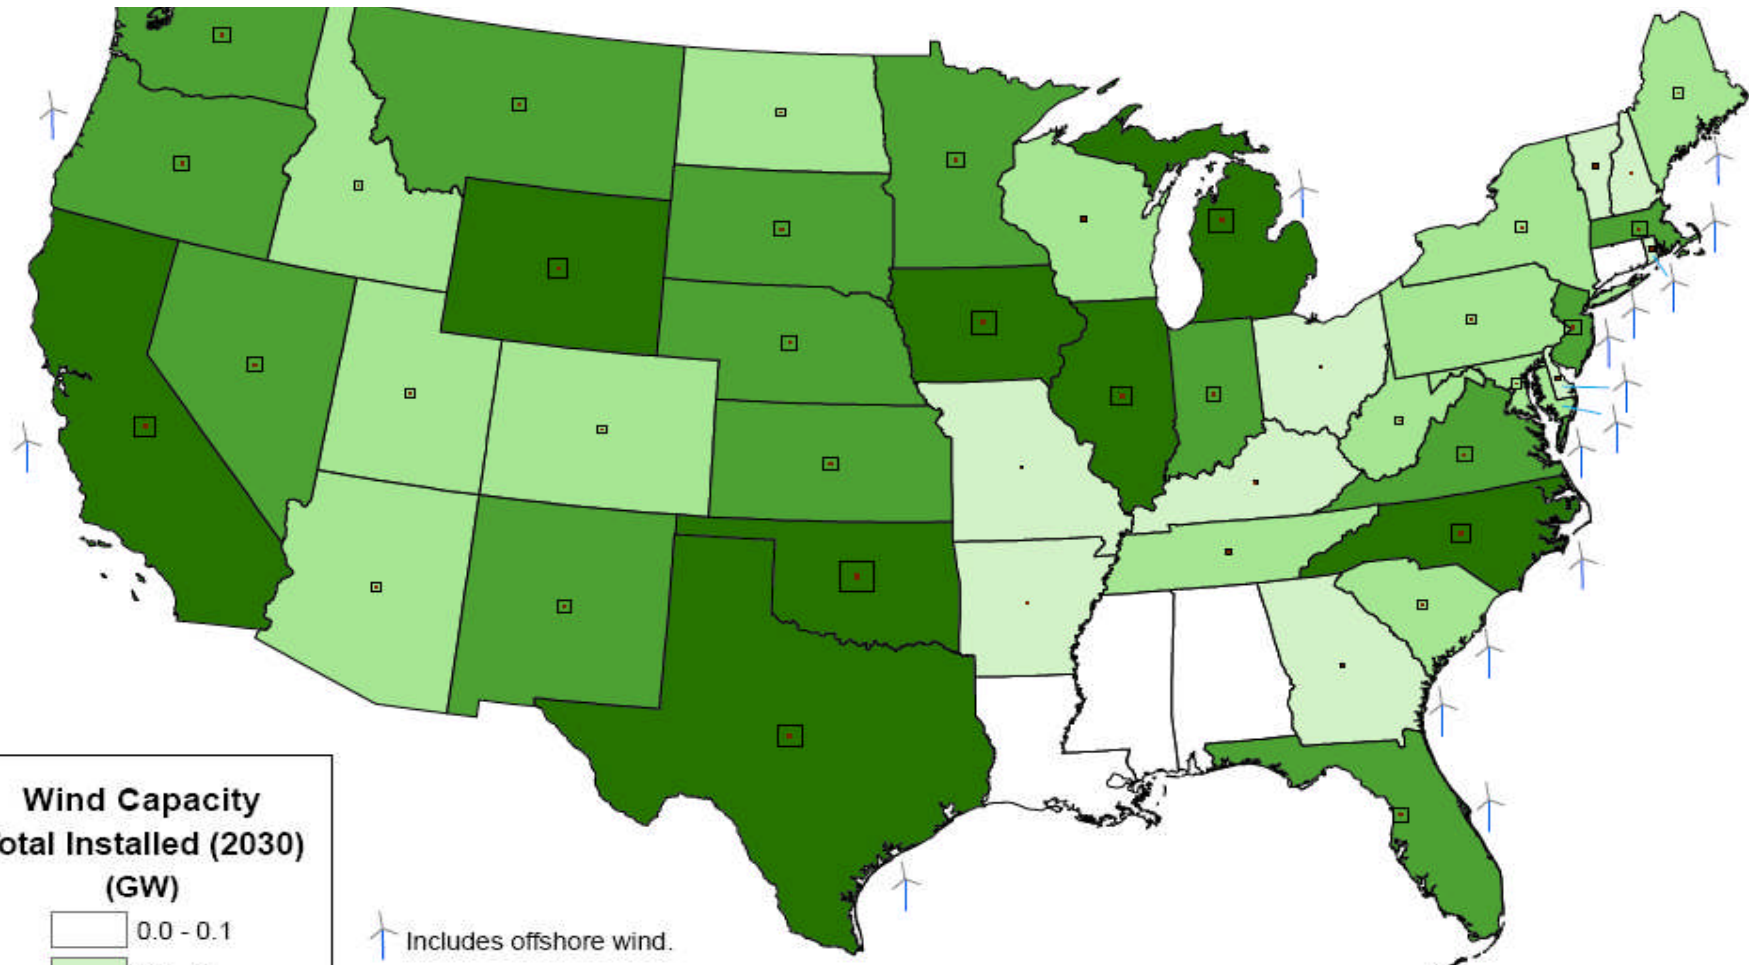 Wind Capacity
otal Installed (2030)
(GW)
0.0 - 0.1
Includes offshore wind.